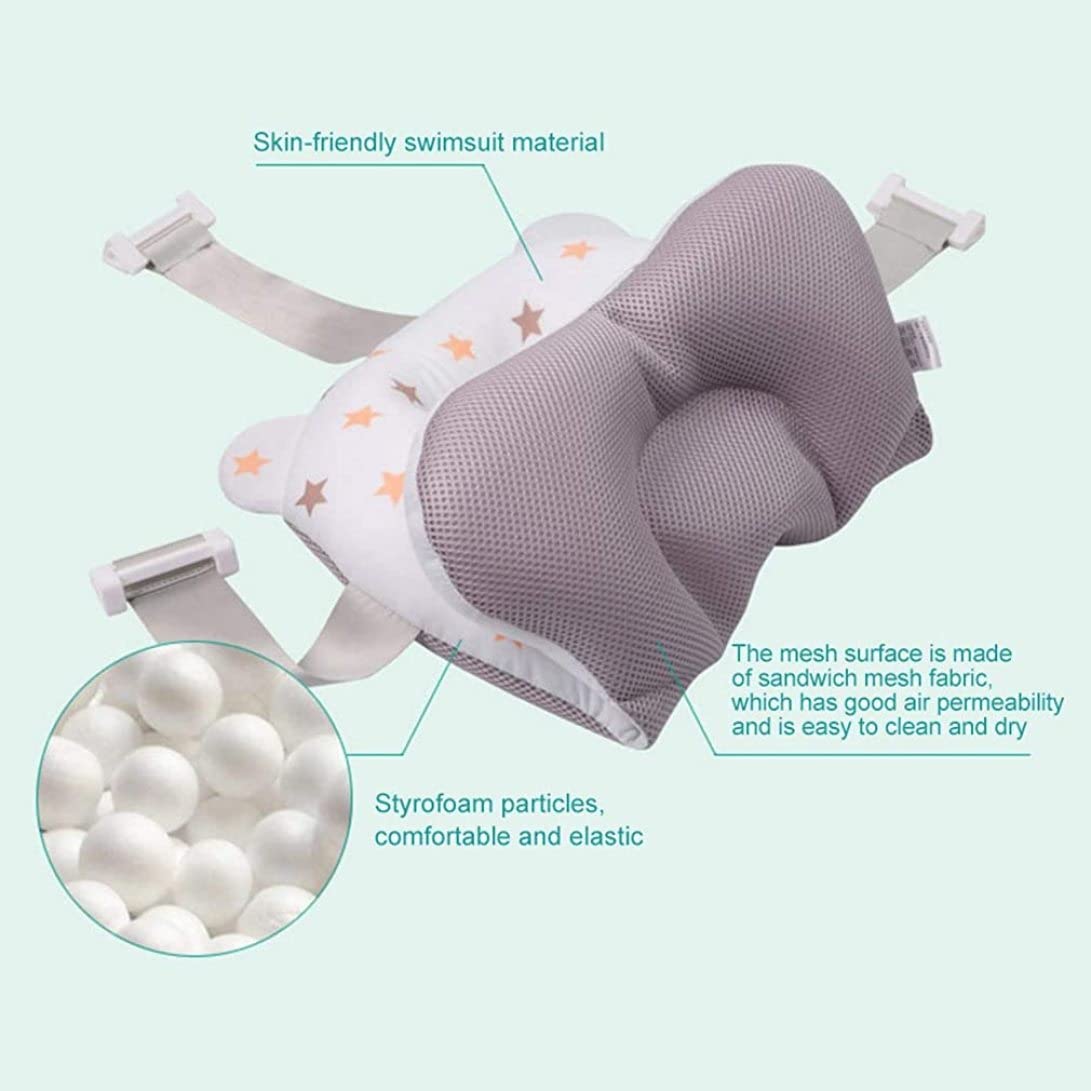 Skin-friendly swimsuit material
The mesh surface is made
of sandwich mesh fabric,
which has good air permeability
and is easy to clean and dry
Styrofoam particles,
comfortable and elastic